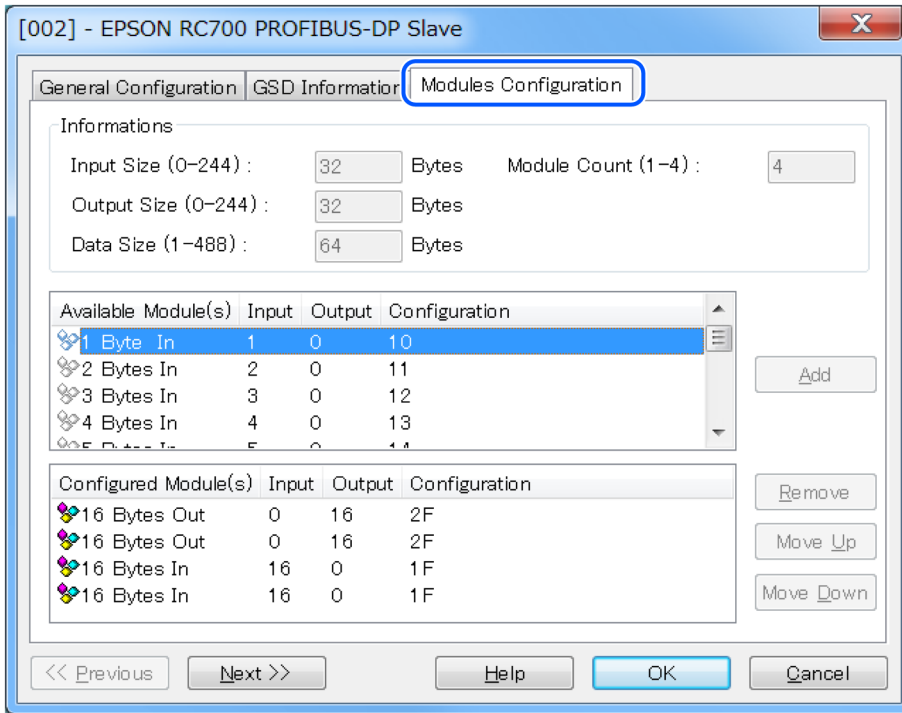 [002] - EPSON RC700 PROFIBUS-DP Slave
General Configuration GSD Information Modules Configuration
Informations
Input Size (0-244) : 32 Bytes Module Count (1-4) : 4
Output Size (0-244) : 32 Bytes
Data Size (1-488) : 64 Bytes
Available Module(s) Input Output Configuration
1 Byte In 1 0 10
2 Bytes In 2 0 11
3 Bytes In 3 0 12
4 Bytes In 4 0 13
Add
Configured Module(s) Input Output Configuration
16 Bytes Out 0 16 2F
16 Bytes Out 0 16 2F
16 Bytes In 16 0 1F
16 Bytes In 16 0 1F
Remove
Move Up
Move Down
<< Previous Next >> Help OK Cancel